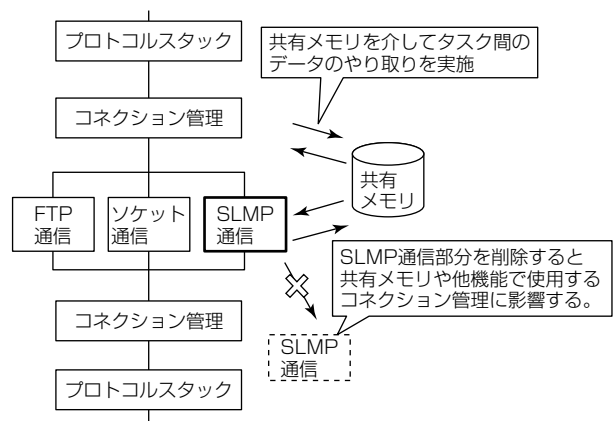 プロトコルスタック
共有メモリを介してタスク間の
データのやり取りを実施
コネクション管理
共有
メモリ
FTP
通信
ソケット
通信
SLMP
通信
SLMP通信部分を削除すると
共有メモリや他機能で使用する
コネクション管理に影響する。
コネクション管理
SLMP
通信
プロトコルスタック